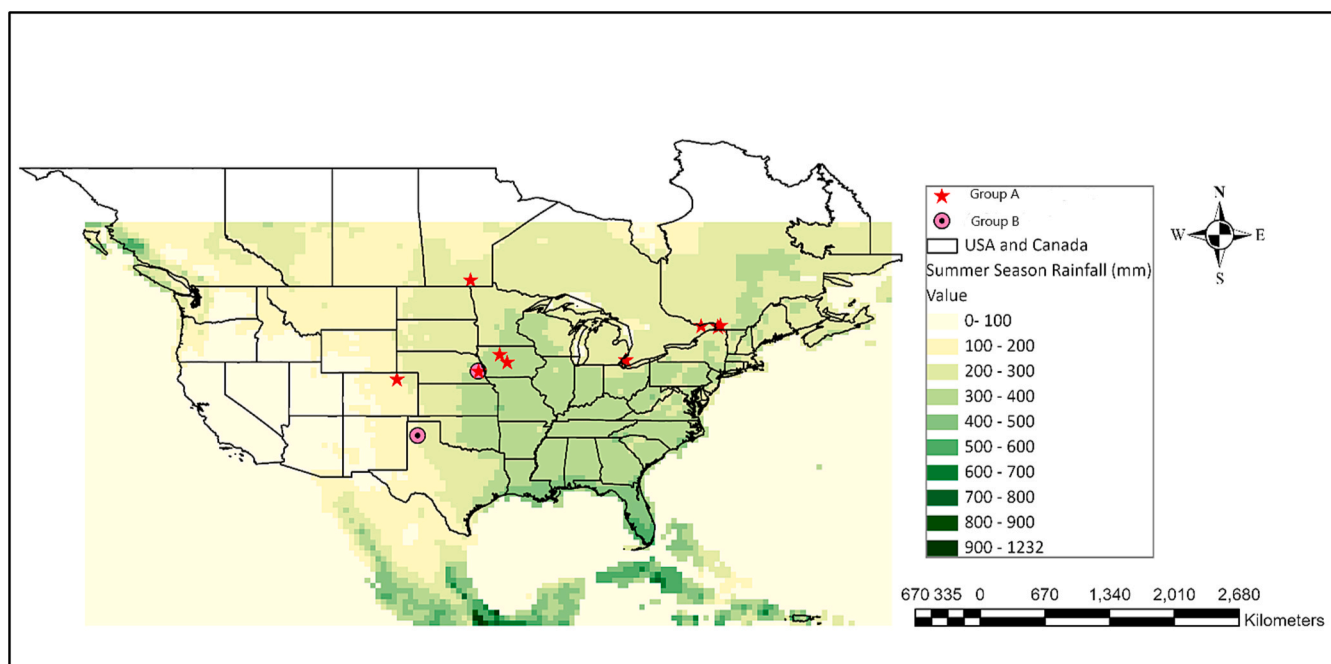 Group A
Group B
USA and Canada
Summer Season Rainfall (mm)
Value
0- 100
100 - 200
200 - 300
300 - 400
400 - 500
500 - 600
600 - 700
700 - 800
800 - 900
900 - 1232
N
W E
S
670 335 0 670 1,340 2,010 2,680
Kilometers